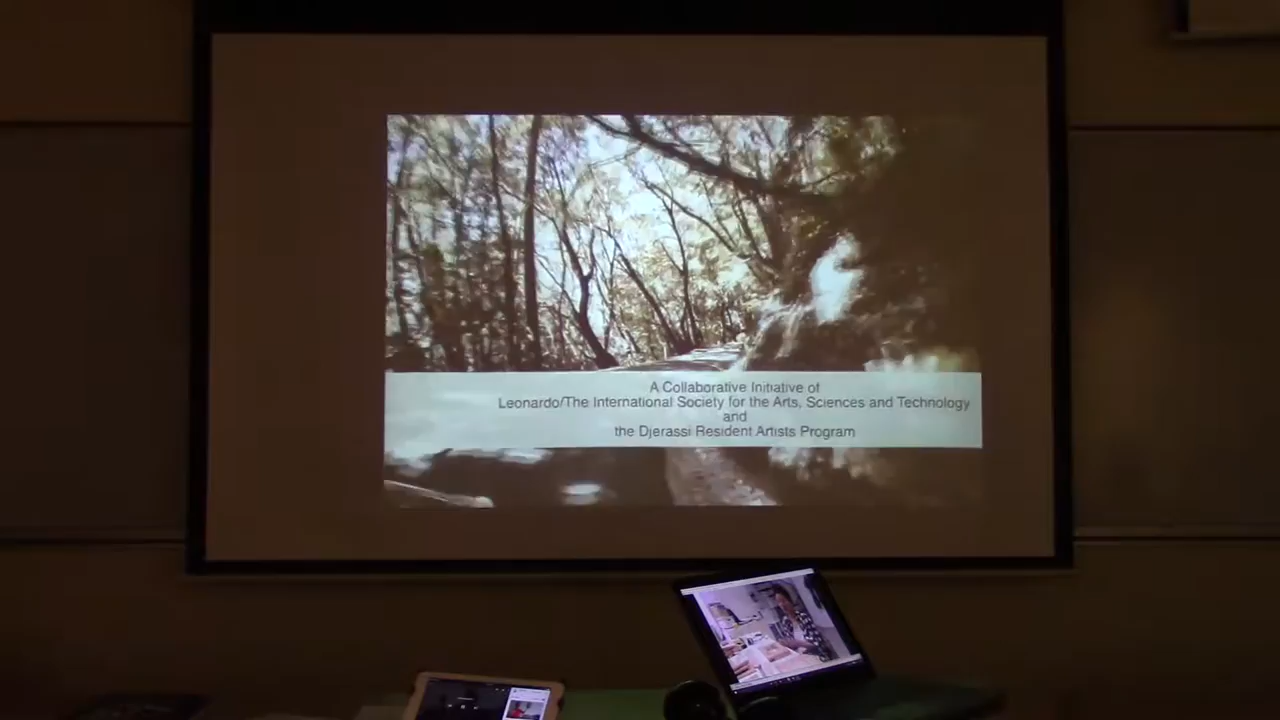 A Collaborative Initiative of
Leonardo/The International Society for the Arts, Sciences and Technology
and
the Djerassi Resident Artists Program